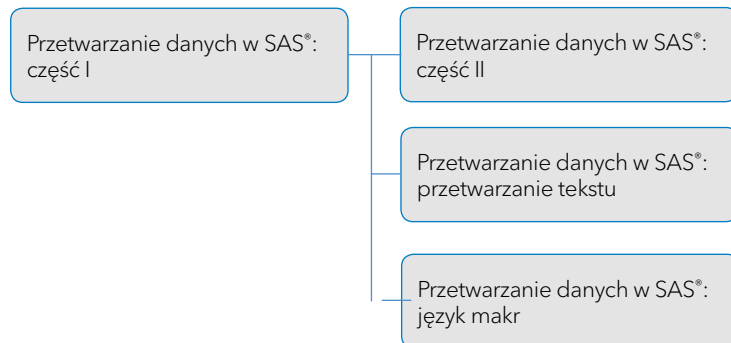 Przetwarzanie danych w SAS®:
część I
Przetwarzanie danych w SAS®:
część II
Przetwarzanie danych w SAS®:
przetwarzanie tekstu
Przetwarzanie danych w SAS®:
język makr